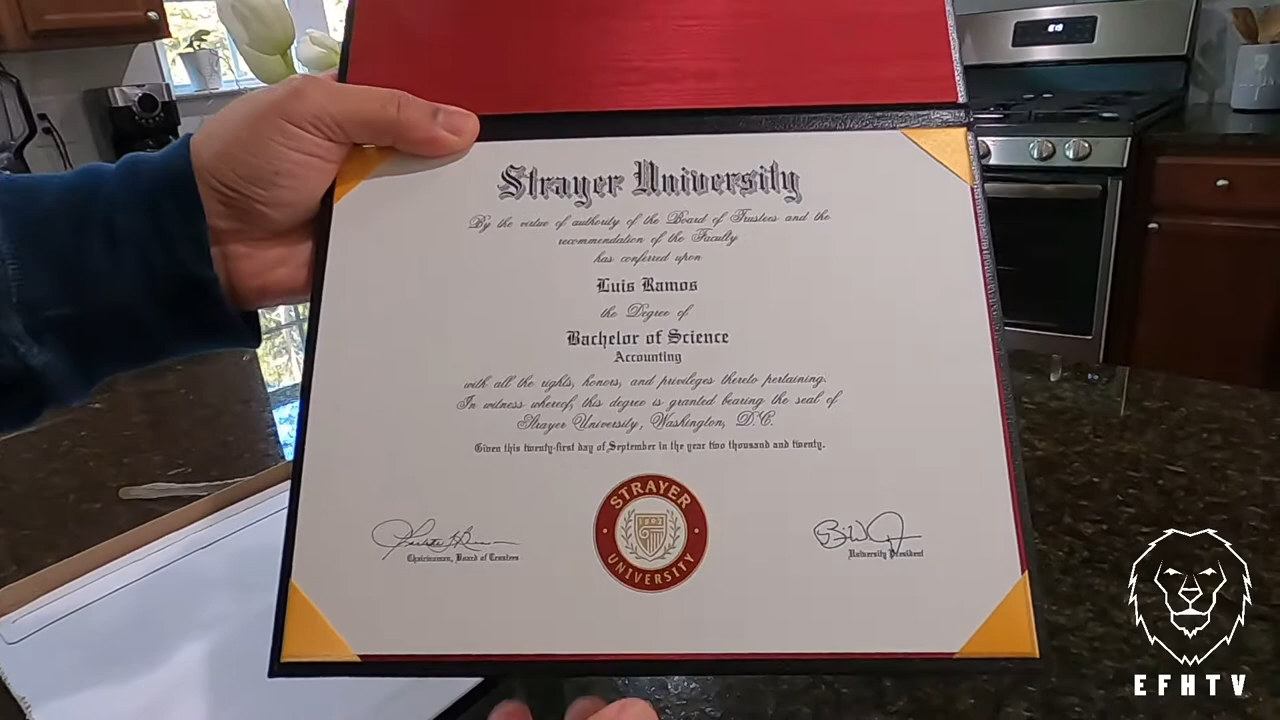 Strayer University
By the virtue of authority of the Board of Trustees and the
recommendation of the Faculty
has conferred upon
Luis Ramos
the Degree of
Bachelor of Science
Accounting
with all the rights, honors, and privileges thereto pertaining.
In witness whereof, this degree is granted bearing the seal of
Strayer University, Washington, D.C.
Given this twenty-first day of September in the year two thousand and twenty.
STRAYER
1892
UNIVERSITY
Chairwoman, Board of Trustees
University President
EFHTV